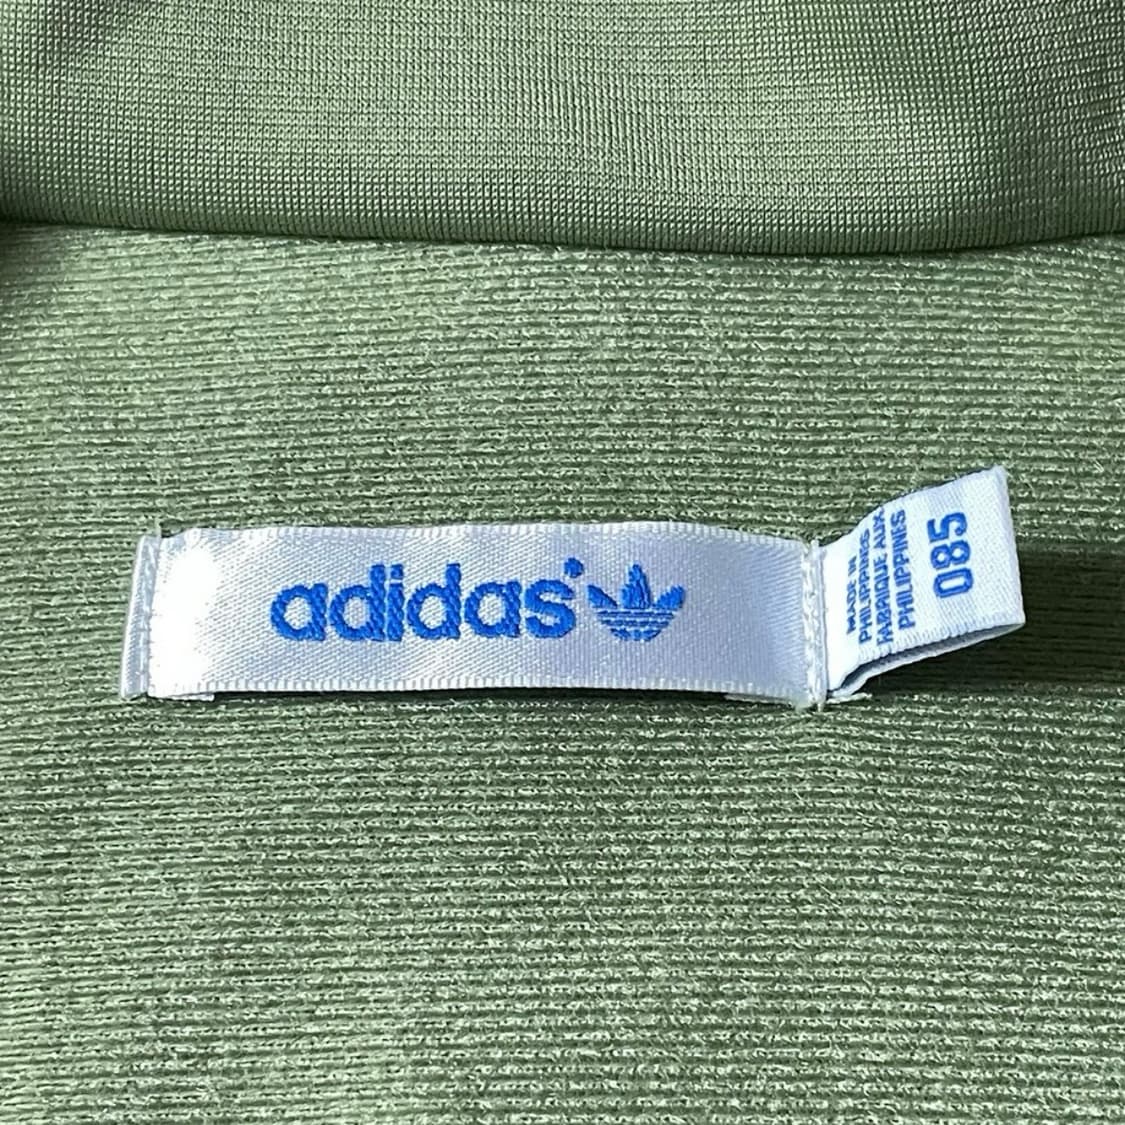 adidas
MADE IN
PHILIPPINES
FABRIQUE AUX
PHILIPPINES
085